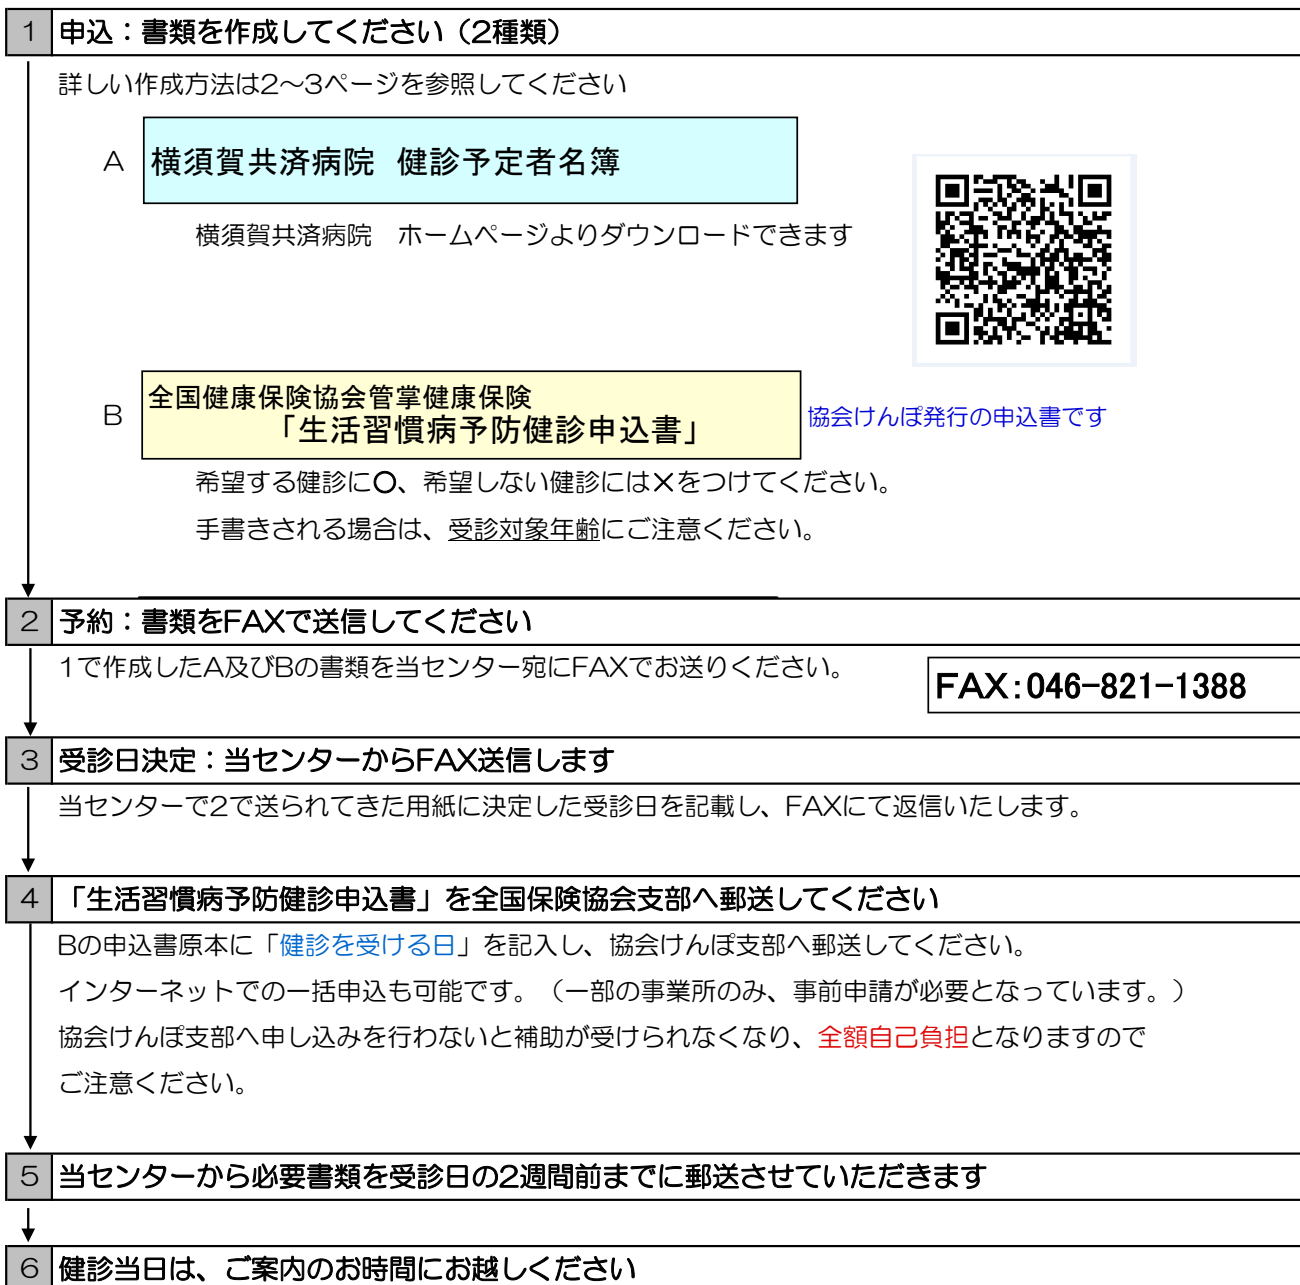 1 申込：書類を作成してください（2種類）
詳しい作成方法は2～3ページを参照してください
A 横須賀共済病院　健診予定者名簿
横須賀共済病院　ホームページよりダウンロードできます
B 全国健康保険協会管掌健康保険
「生活習慣病予防健診申込書」
協会けんぽ発行の申込書です
希望する健診に〇、希望しない健診には×をつけてください。
手書きされる場合は、受診対象年齢にご注意ください。
2 予約：書類をFAXで送信してください
1で作成したA及びBの書類を当センター宛にFAXでお送りください。
FAX：046-821-1388
3 受診日決定：当センターからFAX送信します
当センターで2で送られてきた用紙に決定した受診日を記載し、FAXにて返信いたします。
4 「生活習慣病予防健診申込書」を全国保険協会支部へ郵送してください
Bの申込書原本に「健診を受ける日」を記入し、協会けんぽ支部へ郵送してください。
インターネットでの一括申込も可能です。（一部の事業所のみ、事前申請が必要となっています。）
協会けんぽ支部へ申し込みを行わないと補助が受けられなくなり、全額自己負担となりますので
ご注意ください。
5 当センターから必要書類を受診日の2週間前までに郵送させていただきます
6 健診当日は、ご案内のお時間にお越しください